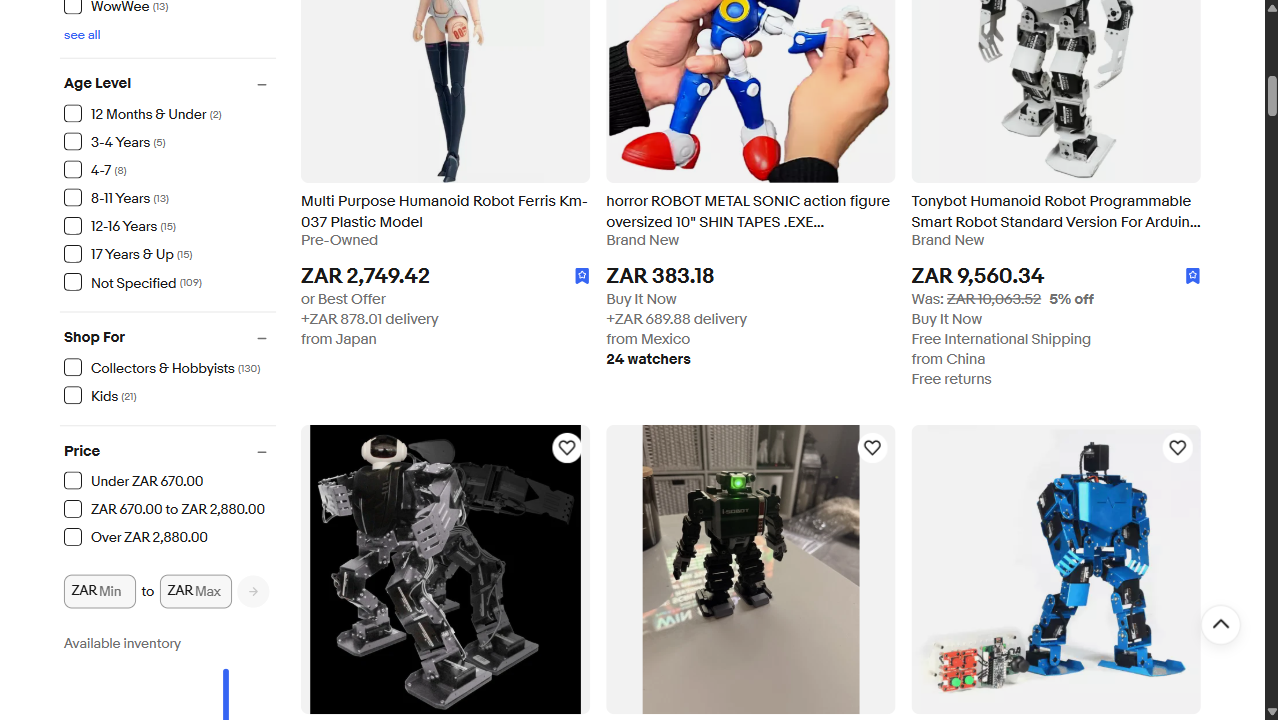 WowWee (13)
see all
Age Level
12 Months & Under (2)
3-4 Years (5)
4-7 (8)
8-11 Years (13)
12-16 Years (15)
17 Years & Up (15)
Not Specified (109)
Shop For
Collectors & Hobbyists (130)
Kids (21)
Price
Under ZAR 670.00
ZAR 670.00 to ZAR 2,880.00
Over ZAR 2,880.00
ZAR Min to ZAR Max
Available inventory
Multi Purpose Humanoid Robot Ferris Km-
037 Plastic Model
Pre-Owned
ZAR 2,749.42
or Best Offer
+ZAR 878.01 delivery
from Japan
horror ROBOT METAL SONIC action figure
oversized 10" SHIN TAPES .EXE...
Brand New
ZAR 383.18
Buy It Now
+ZAR 689.88 delivery
from Mexico
24 watchers
Tonybot Humanoid Robot Programmable
Smart Robot Standard Version For Arduin...
Brand New
ZAR 9,560.34
Was: ZAR 10,063.52 5% off
Buy It Now
Free International Shipping
from China
Free returns